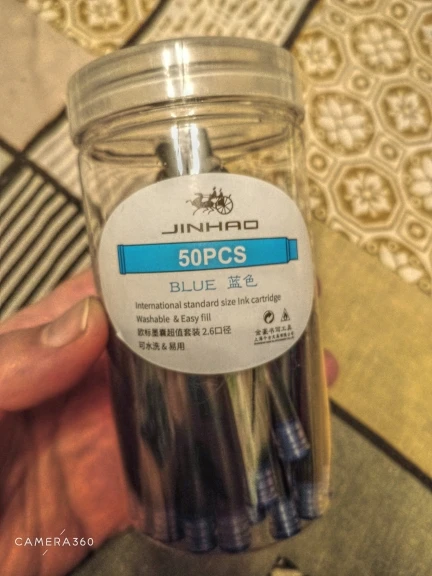 JINHAO
50PCS
BLUE 蓝色
International standard size Ink cartridge
Washable & Easy fill
欧标墨囊超值套装 2.6口径
可水洗 & 易用
CAMERA360